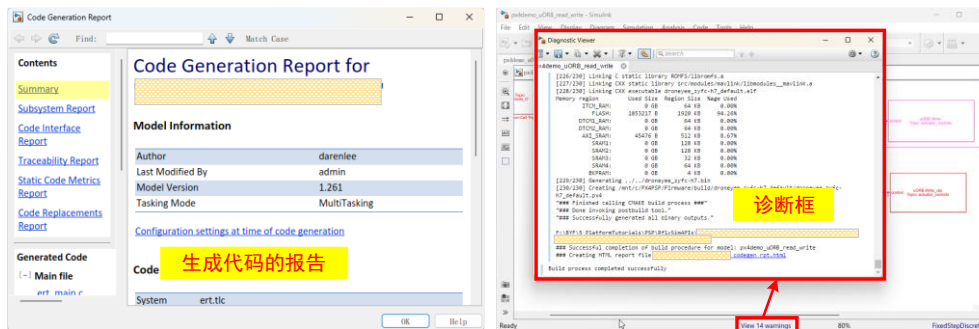 Code Generation Report
Find:
Match Case
Contents
Summary
Subsystem Report
Code Interface
Report
Traceability Report
Static Code Metrics
Report
Code Replacements
Report
Generated Code
[-] Main file
ert_main.c
Code Generation Report for
Model Information
Author darenlee
Last Modified By admin
Model Version 1.261
Tasking Mode MultiTasking
Configuration settings at time of code generation
生成代码的报告
Code
System ert.tlc
OK Help
px4demo_uORB_read_write - Simulink
File Edit View Display Diagram Simulation Analysis Code Tools Help
Diagnostic Viewer
px4demo_uORB_read_write
[226/230] Linking C static library ROMFS/libromfs.a
[227/230] Linking CXX static library src/modules/mavlink/libmodules__mavlink.a
[228/230] Linking CXX executable droneyee_zyfc-h7_default.elf
Memory region Used Size Region Size %age Used
ITCM_RAM: 0 GB 64 KB 0.00%
FLASH: 1853217 B 1920 KB 94.26%
DTCM1_RAM: 0 GB 64 KB 0.00%
DTCM2_RAM: 0 GB 64 KB 0.00%
AXI_SRAM: 45476 B 512 KB 8.67%
SRAM1: 0 GB 128 KB 0.00%
SRAM2: 0 GB 128 KB 0.00%
SRAM3: 0 GB 32 KB 0.00%
SRAM4: 0 GB 64 KB 0.00%
BKPRAM: 0 GB 4 KB 0.00%
[229/230] Generating ../../droneyee_zyfc-h7.bin
[230/230] Creating /mnt/c/PX4PSP/Firmware/build/droneyee_zyfc-h7_default/droneyee_zyfc-
h7_default.px4
"### Finished calling CMAKE build process ###"
"### Done invoking postbuild tool."
"### Successfully generated all binary outputs."
诊断框
### Successful completion of build procedure for model: px4demo_uORB_read_write
### Creating HTML report file codegen_rpt.html
Build process completed successfully
Ready
View 14 warnings
80%
FixedStepDiscret